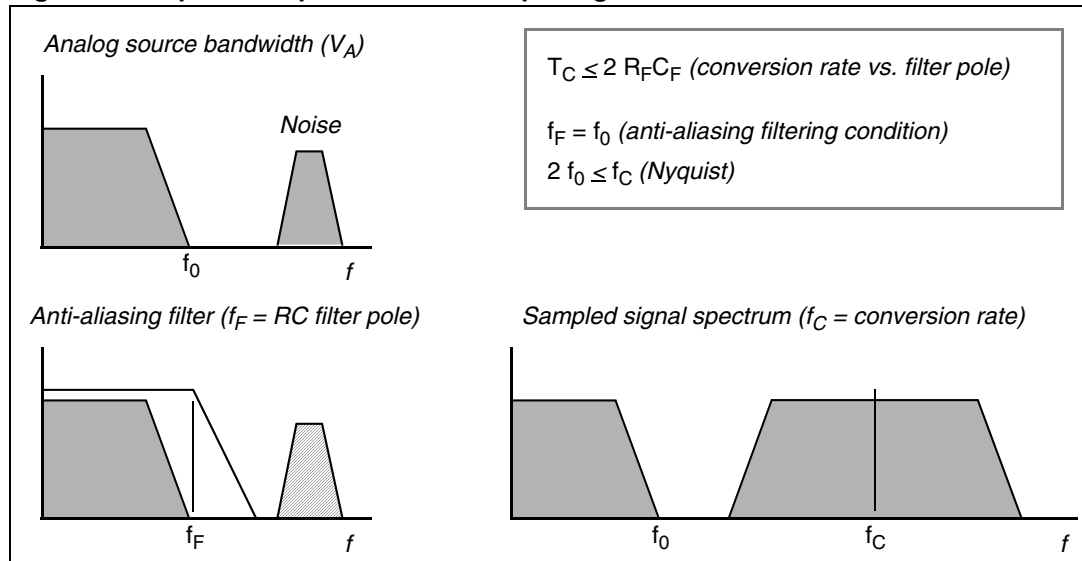 Analog source bandwidth (VA)
Noise
f0
f
TC ≤ 2 RFCF (conversion rate vs. filter pole)
fF = f0 (anti-aliasing filtering condition)
2 f0 ≤ fC (Nyquist)
Anti-aliasing filter (fF = RC filter pole)
fF
f
Sampled signal spectrum (fC = conversion rate)
f0
fC
f